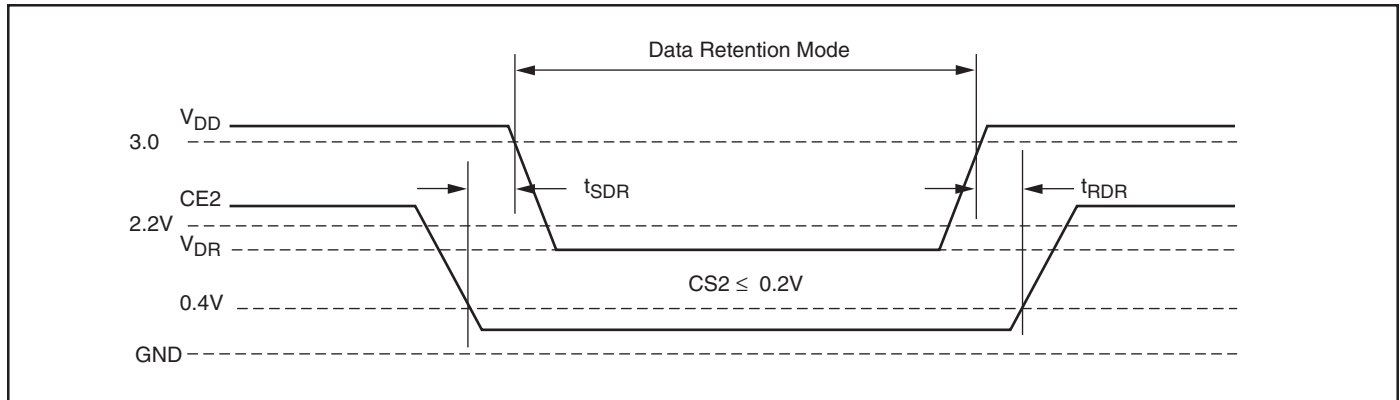 Data Retention Mode
VDD
3.0
tSDR
tRDR
CE2
2.2V
VDR
CS2 ≤ 0.2V
0.4V
GND